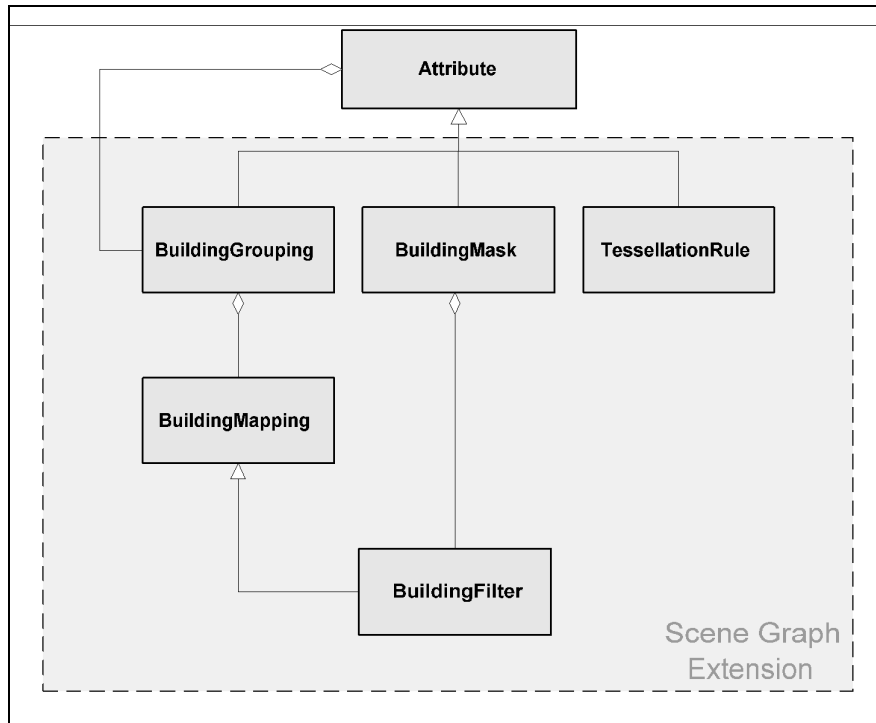 Attribute
BuildingGrouping
BuildingMask
TessellationRule
BuildingMapping
BuildingFilter
Scene Graph
Extension